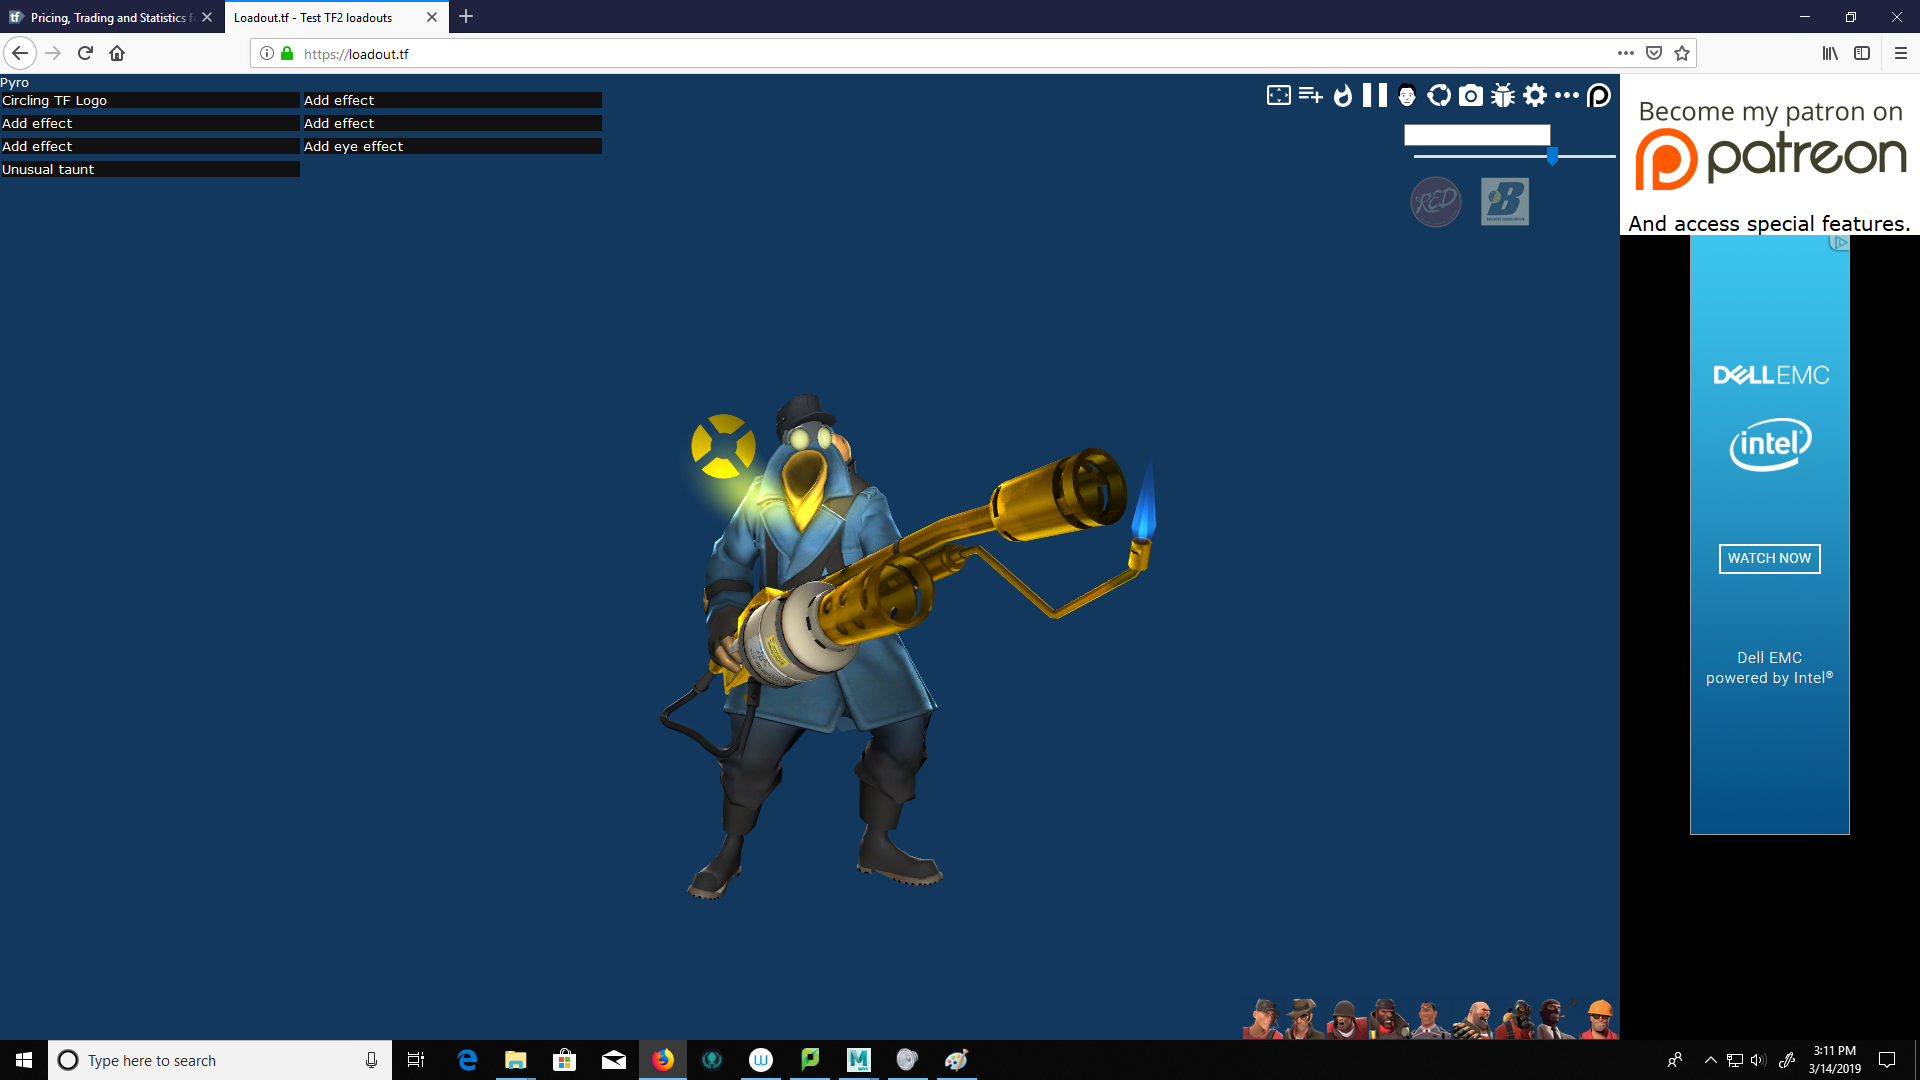 Pricing, Trading and Statistics f
Loadout.tf - Test TF2 loadouts
https://loadout.tf
Pyro
Circling TF Logo
Add effect
Add effect
Add effect
Add effect
Add eye effect
Unusual taunt
RED
B
Become my patron on
patreon
And access special features.
DELLEMC
intel
WATCH NOW
Dell EMC
powered by Intel®
Type here to search
3:11 PM
3/14/2019